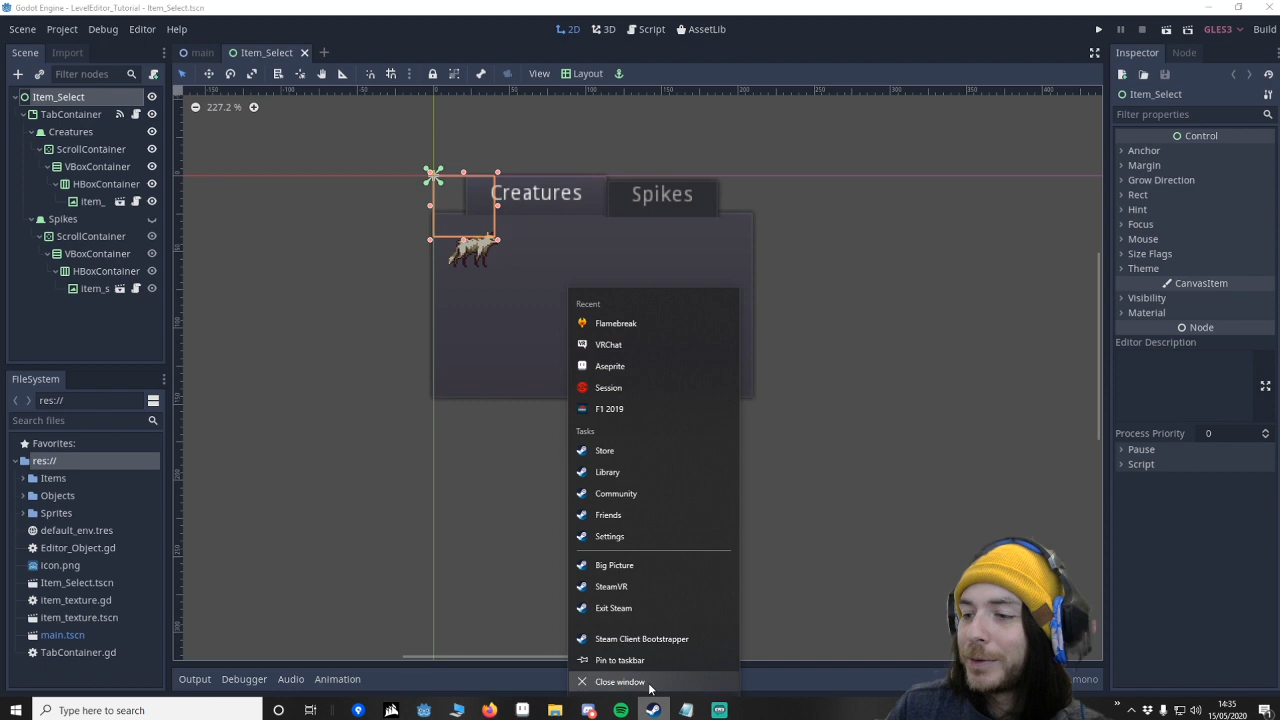 Godot Engine - LevelEditor_Tutorial - Item_Select.tscn
Scene Project Debug Editor Help
2D 3D Script AssetLib
GLES3 Build
Scene Import
main Item_Select
Inspector Node
Filter nodes
View Layout
227.2 %
Item_Select
TabContainer
Creatures
ScrollContainer
VBoxContainer
HBoxContainer
item_
Spikes
ScrollContainer
VBoxContainer
HBoxContainer
item_s
FileSystem
res://
Search files
Favorites:
res://
Items
Objects
Sprites
default_env.tres
Editor_Object.gd
icon.png
Item_Select.tscn
item_texture.gd
item_texture.tscn
main.tscn
TabContainer.gd
Creatures Spikes
Recent
Flamebreak
VRChat
Aseprite
Session
F1 2019
Tasks
Store
Library
Community
Friends
Settings
Big Picture
SteamVR
Exit Steam
Steam Client Bootstrapper
Pin to taskbar
Close window
Item_Select
Filter properties
Control
Anchor
Margin
Grow Direction
Rect
Hint
Focus
Mouse
Size Flags
Theme
CanvasItem
Visibility
Material
Node
Editor Description
Process Priority 0
Pause
Script
Output Debugger Audio Animation
mono
Type here to search
14:35
15/05/2020